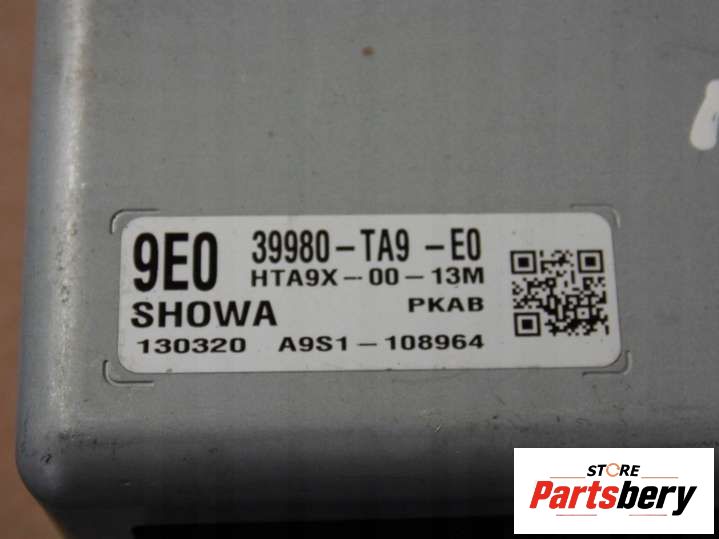 9E0 39980-TA9 -E0
HTA9X-00-13M
SHOWA PKAB
130320 A9S1-108964
STORE
Partsbery